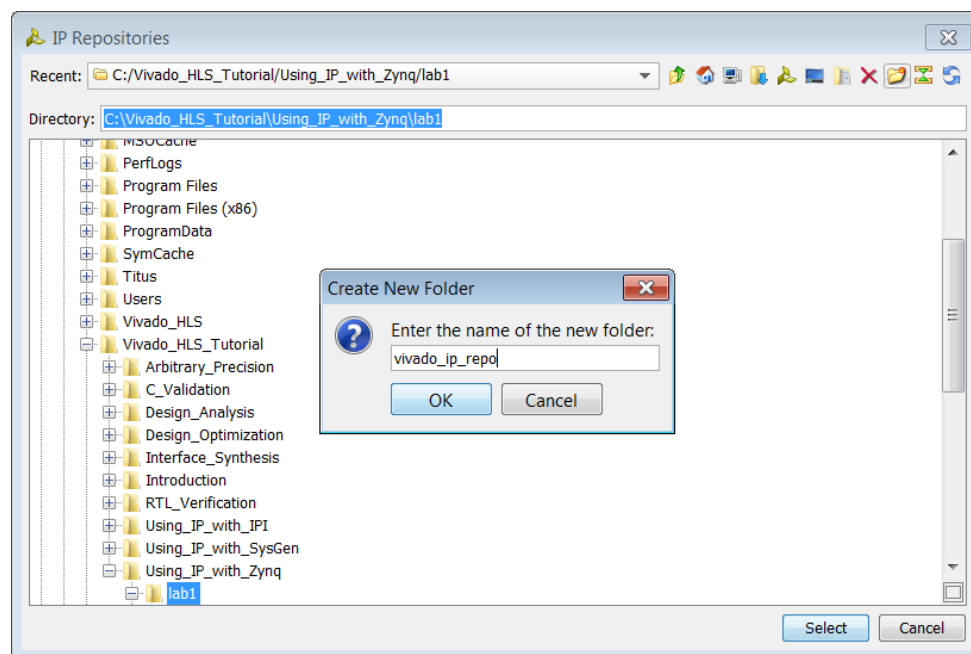 IP Repositories
Recent: C:/Vivado_HLS_Tutorial/Using_IP_with_Zynq/lab1
Directory: C:\Vivado_HLS_Tutorial\Using_IP_with_Zynq\lab1
MSOCache
PerfLogs
Program Files
Program Files (x86)
ProgramData
SymCache
Titus
Users
Vivado_HLS
Vivado_HLS_Tutorial
Arbitrary_Precision
C_Validation
Design_Analysis
Design_Optimization
Interface_Synthesis
Introduction
RTL_Verification
Using_IP_with_IPI
Using_IP_with_SysGen
Using_IP_with_Zynq
lab1
Create New Folder
Enter the name of the new folder:
vivado_ip_repo
OK Cancel
Select Cancel